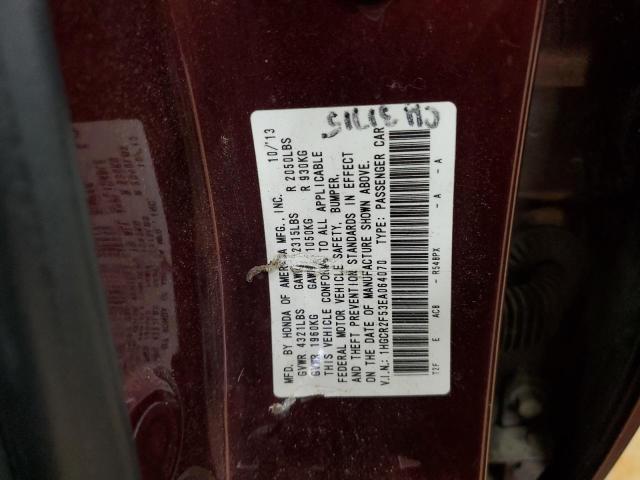 MFD. BY HONDA OF AMERICA MFG., INC. 10/13
GVWR 4321LBS GAWR F 2315LBS R 2050LBS
GVWR 1960KG GAWR F 1050KG R 930KG
THIS VEHICLE CONFORMS TO ALL APPLICABLE
FEDERAL MOTOR VEHICLE SAFETY, BUMPER,
AND THEFT PREVENTION STANDARDS IN EFFECT
ON THE DATE OF MANUFACTURE SHOWN ABOVE.
V.I.N.: 1HGCR2F53EA064070 TYPE: PASSENGER CAR
T2F E ACB - R548PX - A - A